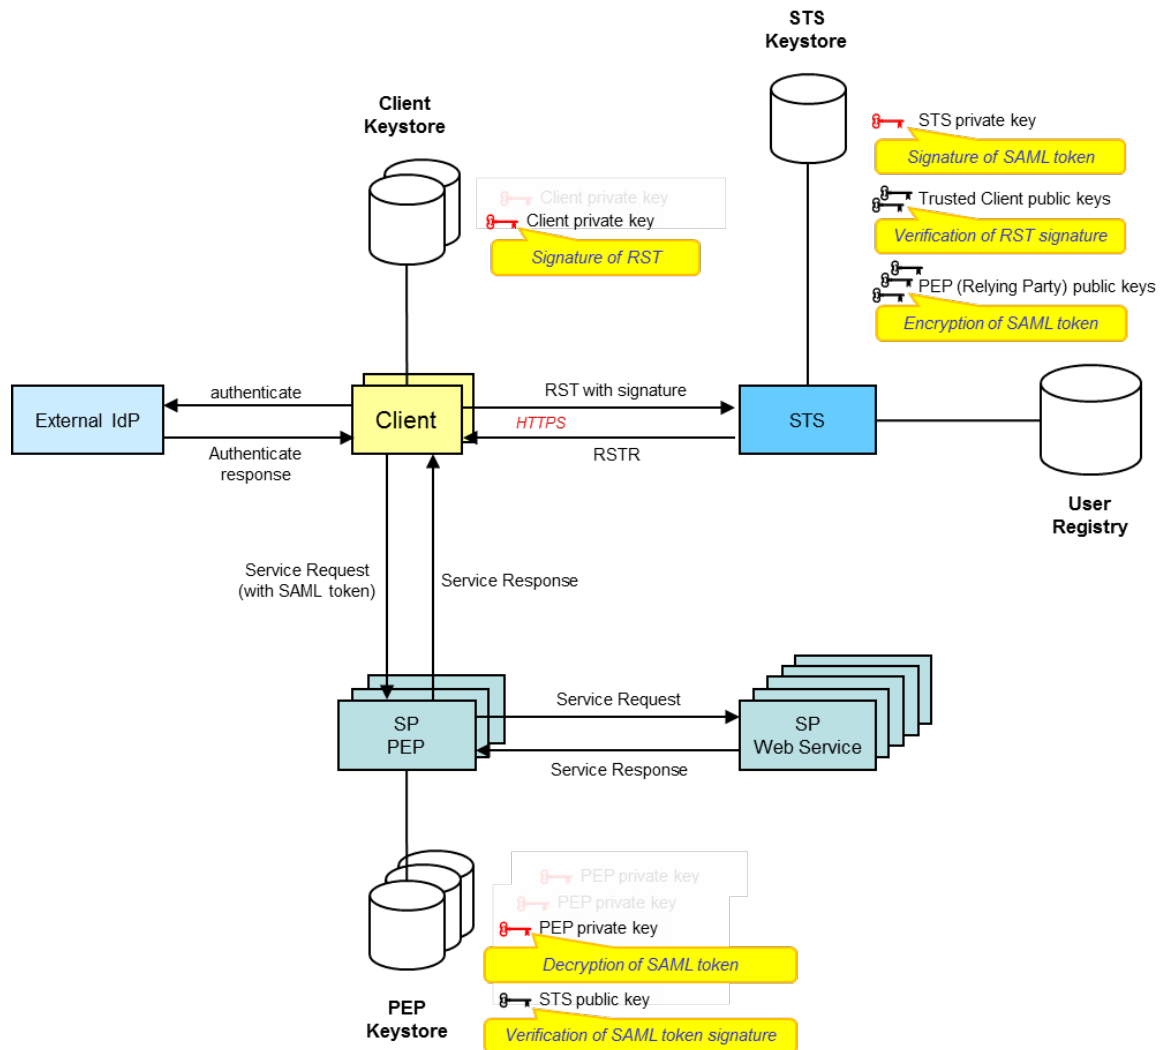 STS
Keystore
Client
Keystore
STS private key
Signature of SAML token
Client private key
Client private key
Signature of RST
Trusted Client public keys
Verification of RST signature
PEP (Relying Party) public keys
Encryption of SAML token
External IdP
authenticate
Authenticate
response
Client
RST with signature
HTTPS
RSTR
STS
User
Registry
Service Request
(with SAML token)
Service Response
SP
PEP
Service Request
Service Response
SP
Web Service
PEP
Keystore
PEP private key
PEP private key
PEP private key
Decryption of SAML token
STS public key
Verification of SAML token signature